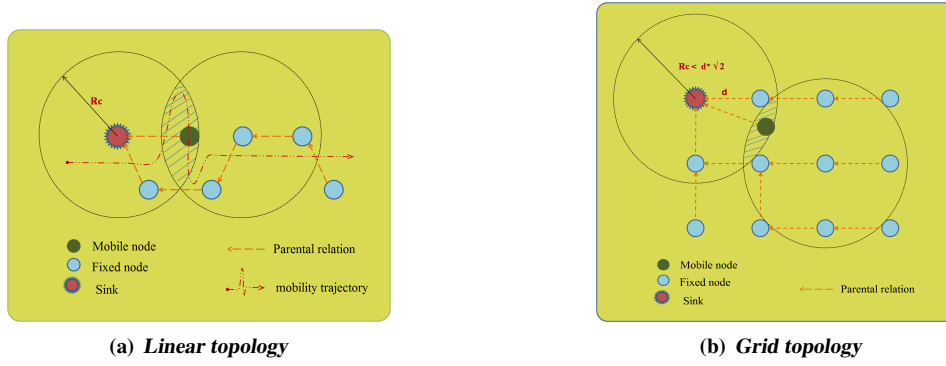 Rc
Mobile node
Fixed node
Sink
Parental relation
mobility trajectory
(a) Linear topology
Rc < d* √2
d
Mobile node
Fixed node
Sink
Parental relation
(b) Grid topology